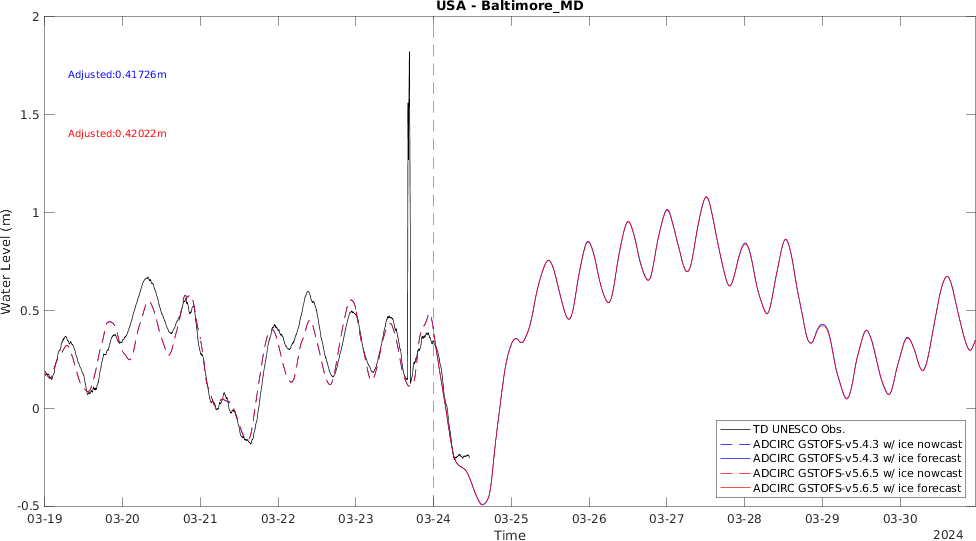 USA - Baltimore_MD
2
1.5
1
0.5
0
-0.5
Water Level (m)
Adjusted:0.41726m
Adjusted:0.42022m
TD UNESCO Obs.
ADCIRC GSTOFS-v5.4.3 w/ ice nowcast
ADCIRC GSTOFS-v5.4.3 w/ ice forecast
ADCIRC GSTOFS-v5.6.5 w/ ice nowcast
ADCIRC GSTOFS-v5.6.5 w/ ice forecast
03-19 03-20 03-21 03-22 03-23 03-24 03-25 03-26 03-27 03-28 03-29 03-30
Time
2024